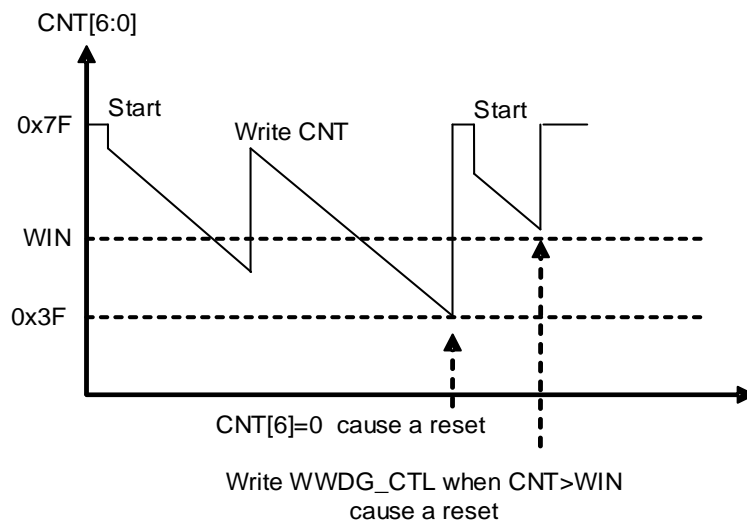 CNT[6:0]
Start
Start
0x7F
Write CNT
WIN
0x3F
CNT[6]=0 cause a reset
Write WWDG_CTL when CNT>WIN
cause a reset